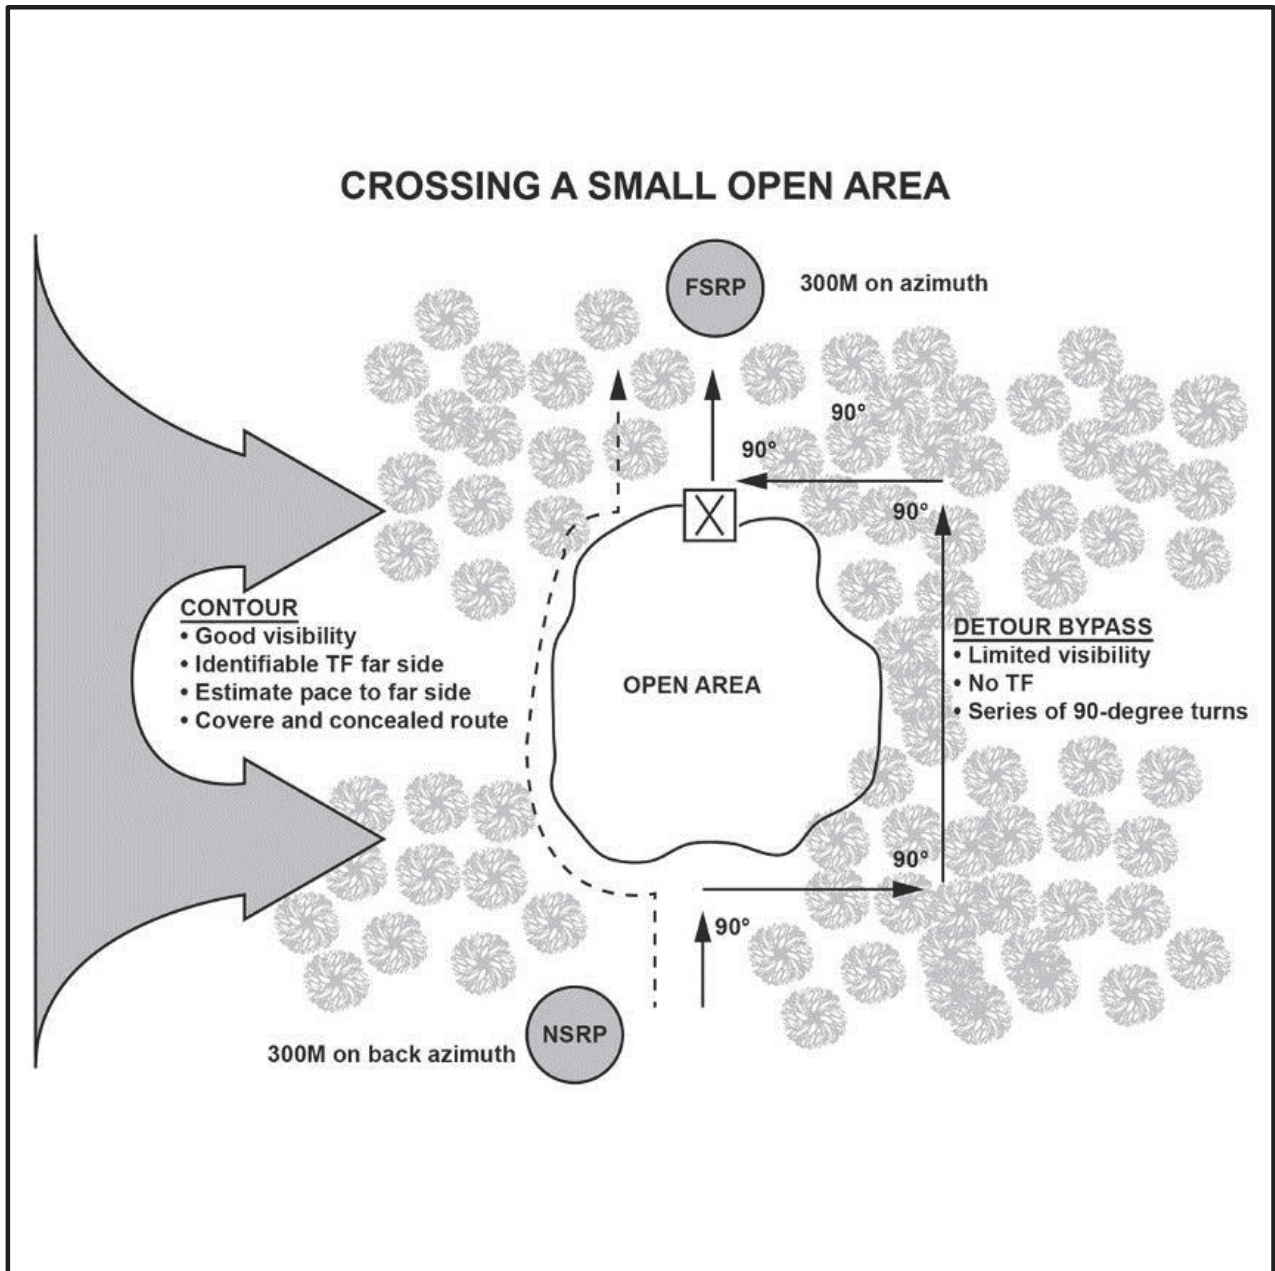 CROSSING A SMALL OPEN AREA
FSRP
300M on azimuth
90°
90°
90°
CONTOUR
• Good visibility
• Identifiable TF far side
• Estimate pace to far side
• Covere and concealed route
OPEN AREA
DETOUR BYPASS
• Limited visibility
• No TF
• Series of 90-degree turns
90°
90°
NSRP
300M on back azimuth